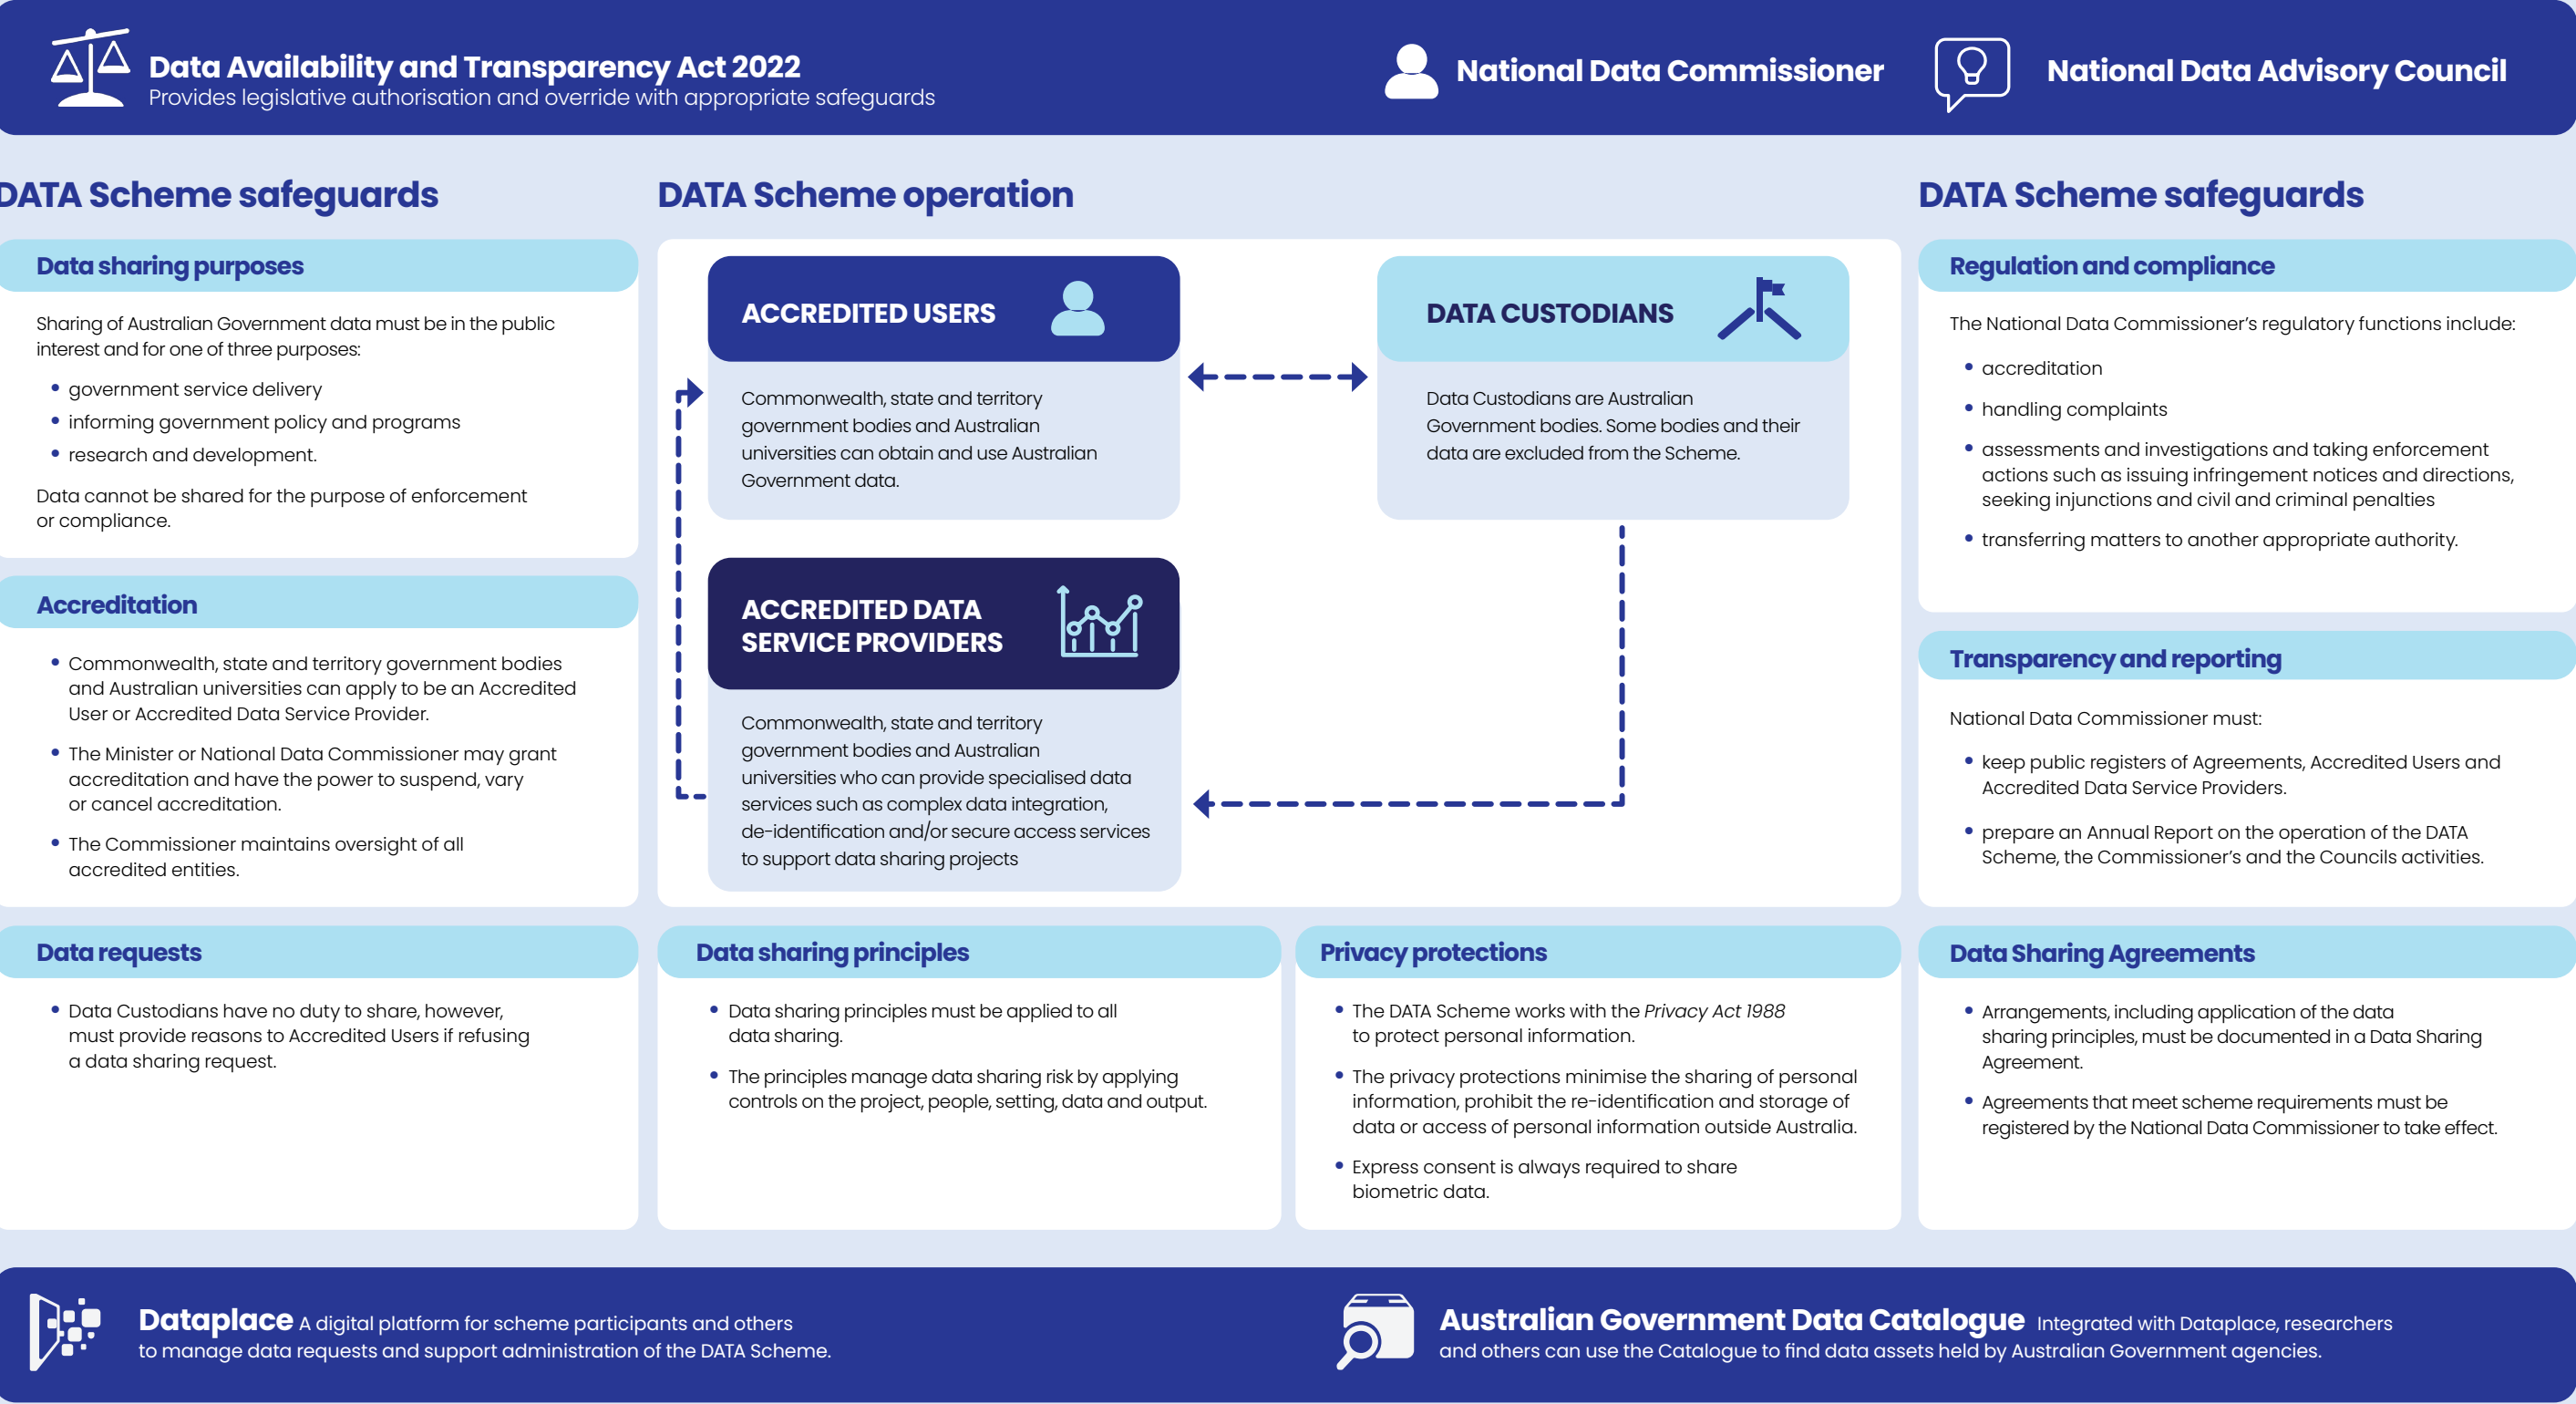 Data Availability and Transparency Act 2022
Provides legislative authorisation and override with appropriate safeguards
National Data Commissioner
National Data Advisory Council
DATA Scheme safeguards
Data sharing purposes
Sharing of Australian Government data must be in the public
interest and for one of three purposes:
• government service delivery
• informing government policy and programs
• research and development.
Data cannot be shared for the purpose of enforcement
or compliance.
Accreditation
• Commonwealth, state and territory government bodies
and Australian universities can apply to be an Accredited
User or Accredited Data Service Provider.
• The Minister or National Data Commissioner may grant
accreditation and have the power to suspend, vary
or cancel accreditation.
• The Commissioner maintains oversight of all
accredited entities.
Data requests
• Data Custodians have no duty to share, however,
must provide reasons to Accredited Users if refusing
a data sharing request.
DATA Scheme operation
ACCREDITED USERS
Commonwealth, state and territory
government bodies and Australian
universities can obtain and use Australian
Government data.
DATA CUSTODIANS
Data Custodians are Australian
Government bodies. Some bodies and their
data are excluded from the Scheme.
ACCREDITED DATA
SERVICE PROVIDERS
Commonwealth, state and territory
government bodies and Australian
universities who can provide specialised data
services such as complex data integration,
de-identification and/or secure access services
to support data sharing projects
Data sharing principles
• Data sharing principles must be applied to all
data sharing.
• The principles manage data sharing risk by applying
controls on the project, people, setting, data and output.
Privacy protections
• The DATA Scheme works with the Privacy Act 1988
to protect personal information.
• The privacy protections minimise the sharing of personal
information, prohibit the re-identification and storage of
data or access of personal information outside Australia.
• Express consent is always required to share
biometric data.
DATA Scheme safeguards
Regulation and compliance
The National Data Commissioner's regulatory functions include:
• accreditation
• handling complaints
• assessments and investigations and taking enforcement
actions such as issuing infringement notices and directions,
seeking injunctions and civil and criminal penalties
• transferring matters to another appropriate authority.
Transparency and reporting
National Data Commissioner must:
• keep public registers of Agreements, Accredited Users and
Accredited Data Service Providers.
• prepare an Annual Report on the operation of the DATA
Scheme, the Commissioner's and the Councils activities.
Data Sharing Agreements
• Arrangements, including application of the data
sharing principles, must be documented in a Data Sharing
Agreement.
• Agreements that meet scheme requirements must be
registered by the National Data Commissioner to take effect.
Dataplace A digital platform for scheme participants and others
to manage data requests and support administration of the DATA Scheme.
Australian Government Data Catalogue Integrated with Dataplace, researchers
and others can use the Catalogue to find data assets held by Australian Government agencies.